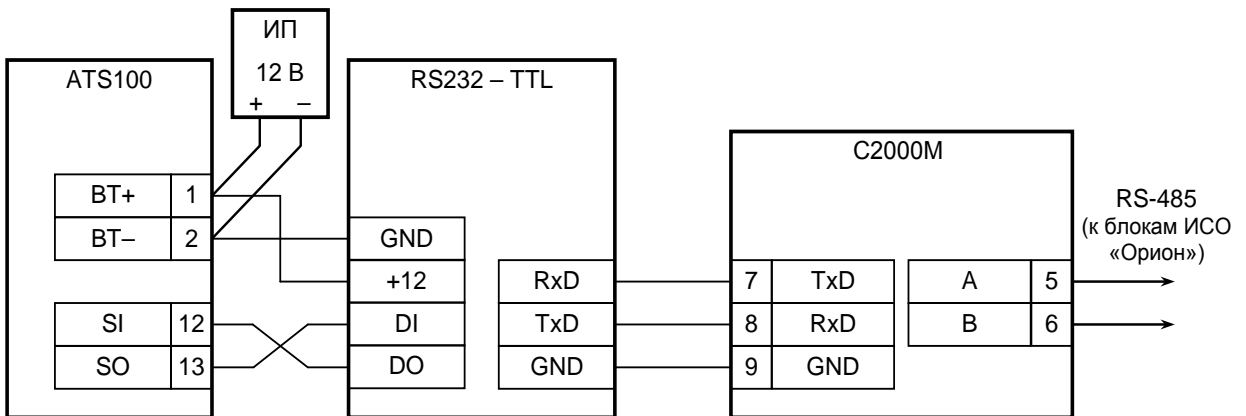 ИП
12 В
+ –
ATS100
BT+ 1
BT– 2
SI 12
SO 13
RS232 – TTL
GND
+12
DI
DO
RxD
TxD
GND
C2000M
7 TxD
8 RxD
9 GND
A 5
B 6
RS-485
(к блокам ИСО
«Орион»)